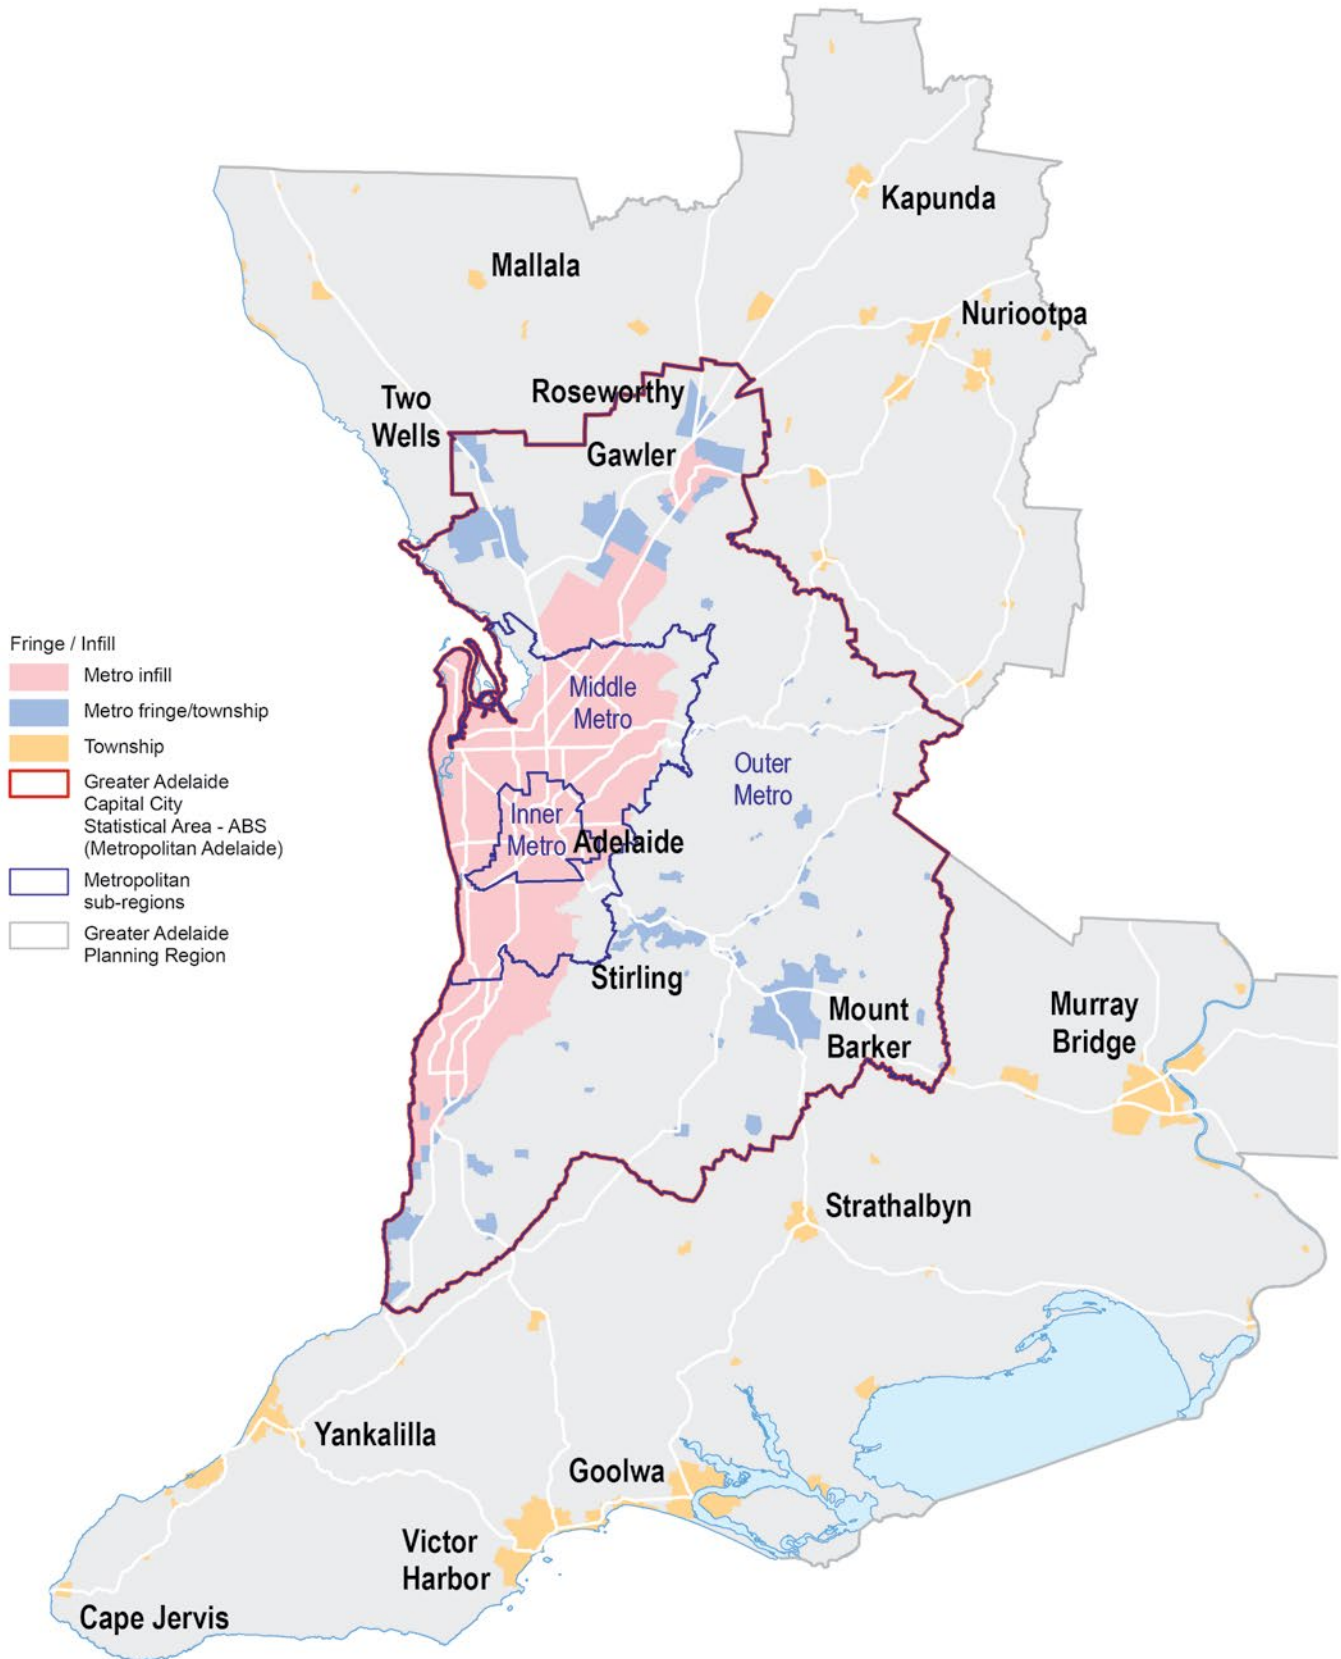 Kapunda
Mallala
Nuriootpa
Roseworthy
Two
Wells
Gawler
Fringe / Infill
Metro infill
Metro fringe/township
Township
Greater Adelaide
Capital City
Statistical Area - ABS
(Metropolitan Adelaide)
Metropolitan
sub-regions
Greater Adelaide
Planning Region
Middle
Metro
Outer
Metro
Inner
Metro
Adelaide
Stirling
Mount
Barker
Murray
Bridge
Strathalbyn
Yankalilla
Goolwa
Victor
Harbor
Cape Jervis